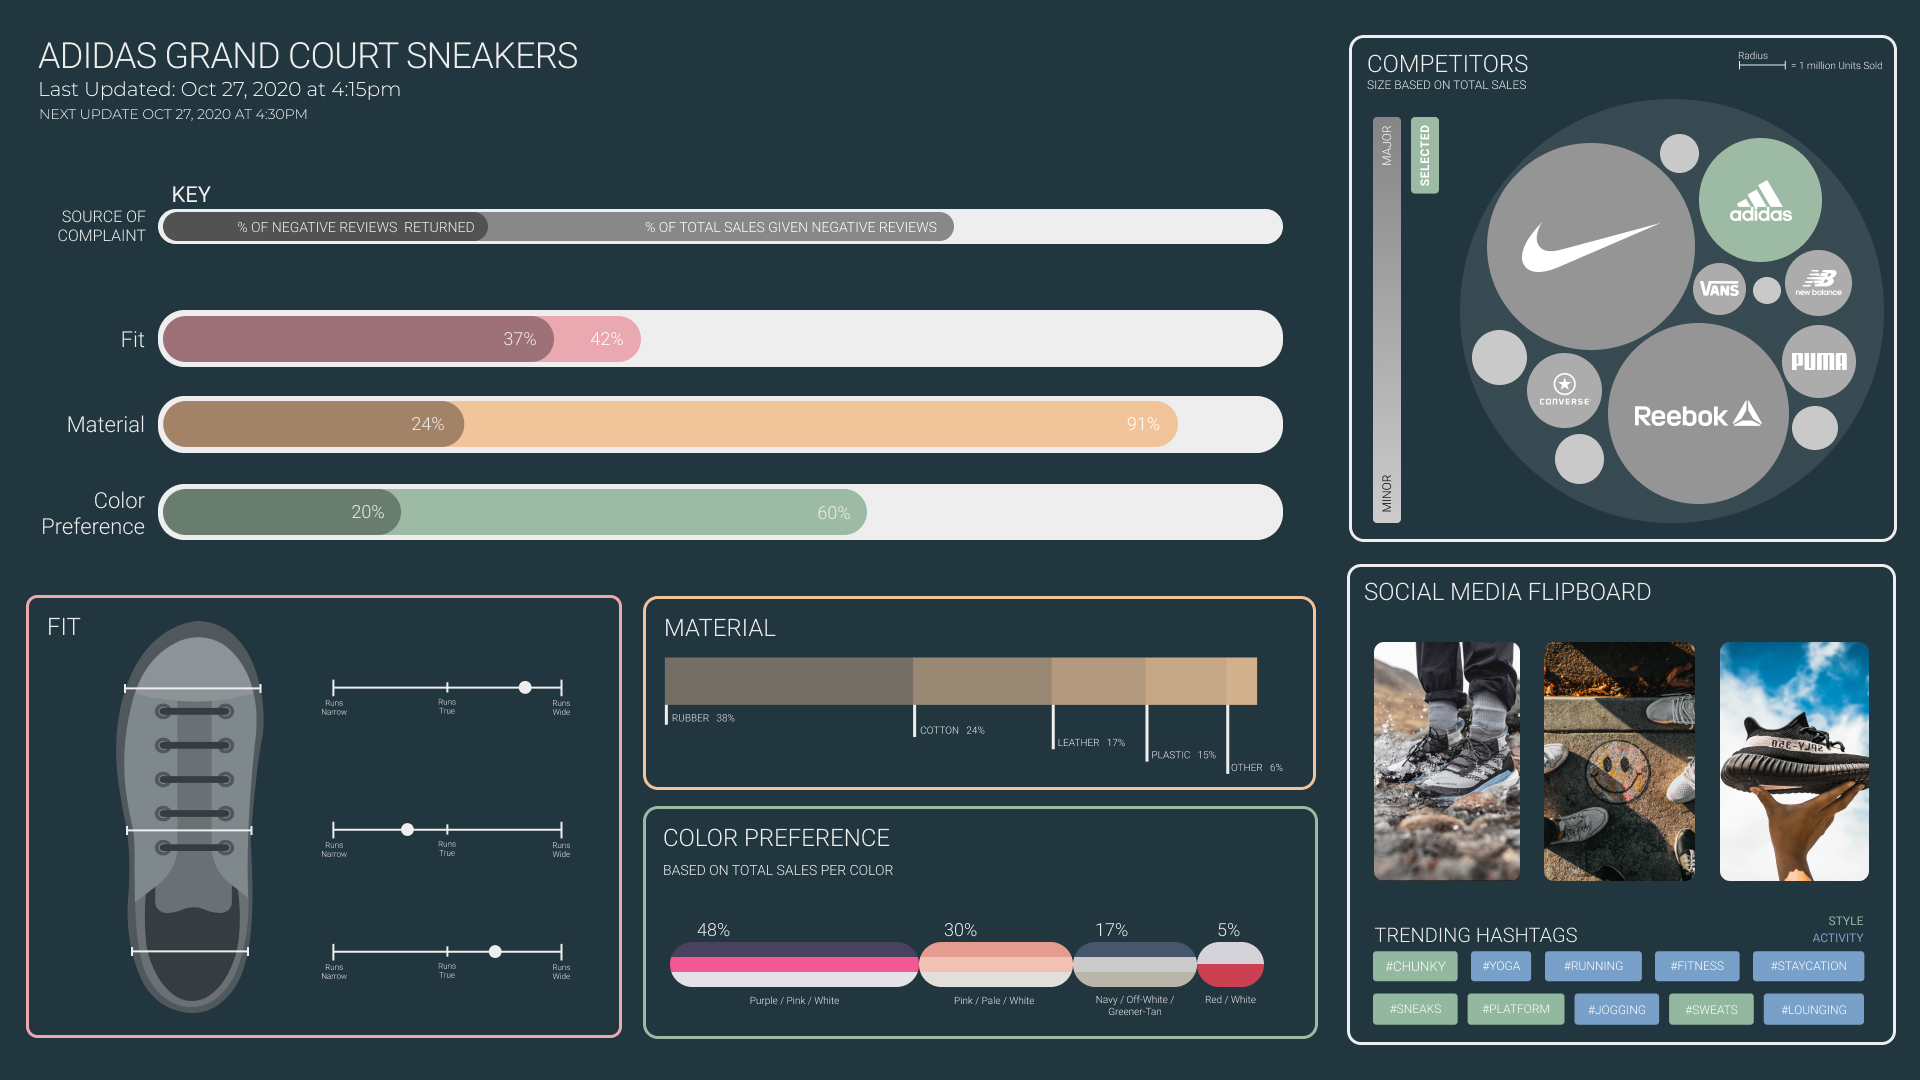 ADIDAS GRAND COURT SNEAKERS
Last Updated: Oct 27, 2020 at 4:15pm
NEXT UPDATE OCT 27, 2020 AT 4:30PM
KEY
SOURCE OF
COMPLAINT
% OF NEGATIVE REVIEWS RETURNED
% OF TOTAL SALES GIVEN NEGATIVE REVIEWS
Fit
37%
42%
Material
24%
91%
Color
Preference
20%
60%
COMPETITORS
SIZE BASED ON TOTAL SALES
Radius
= 1 million Units Sold
MAJOR
MINOR
SELECTED
adidas
VANS
NB
new balance
PUMA
CONVERSE
Reebok
FIT
Runs
Narrow
Runs
True
Runs
Wide
Runs
Narrow
Runs
True
Runs
Wide
Runs
Narrow
Runs
True
Runs
Wide
MATERIAL
RUBBER 38%
COTTON 24%
LEATHER 17%
PLASTIC 15%
OTHER 6%
COLOR PREFERENCE
BASED ON TOTAL SALES PER COLOR
48%
30%
17%
5%
Purple / Pink / White
Pink / Pale / White
Navy / Off-White /
Greener-Tan
Red / White
SOCIAL MEDIA FLIPBOARD
SPLY-350
TRENDING HASHTAGS
STYLE
ACTIVITY
#CHUNKY
#YOGA
#RUNNING
#FITNESS
#STAYCATION
#SNEAKS
#PLATFORM
#JOGGING
#SWEATS
#LOUNGING